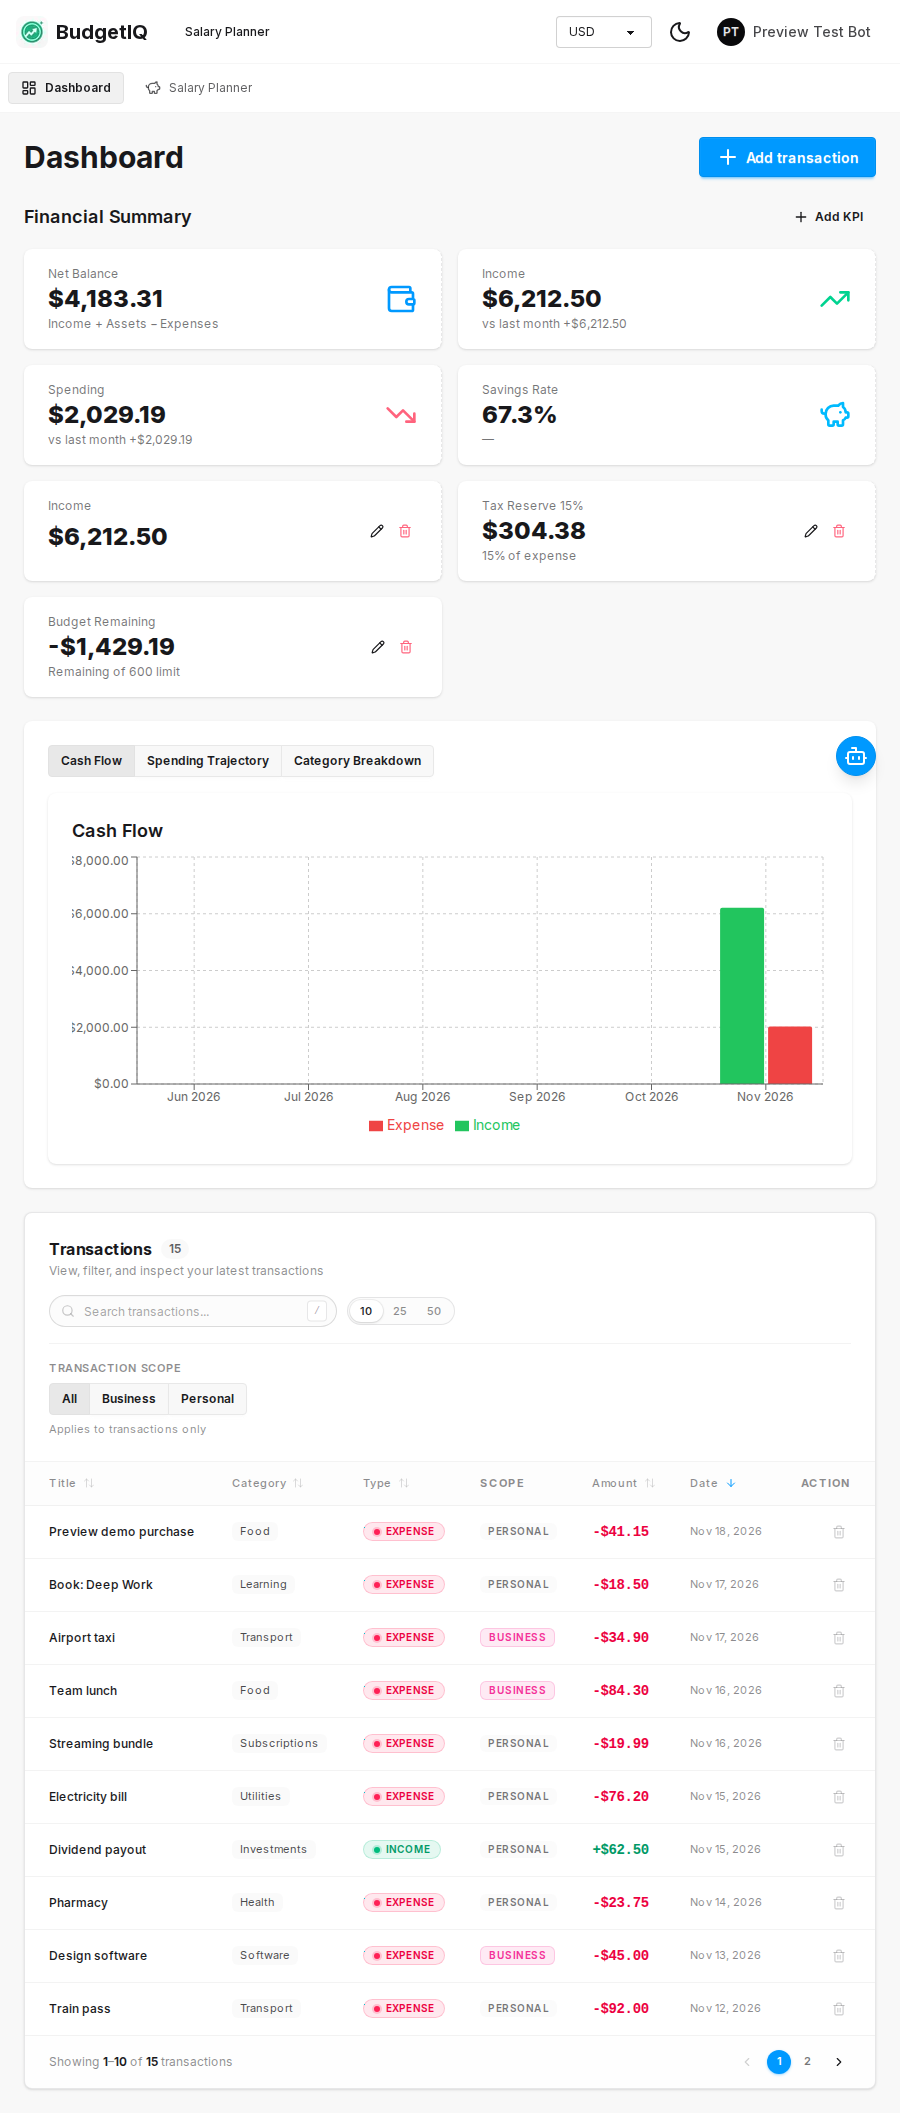 BudgetIQ Salary Planner USD PT Preview Test Bot
Dashboard Salary Planner
Dashboard Add transaction
Financial Summary Add KPI
Net Balance
$4,183.31
Income + Assets − Expenses
Income
$6,212.50
vs last month +$6,212.50
Spending
$2,029.19
vs last month +$2,029.19
Savings Rate
67.3%
—
Income
$6,212.50
Tax Reserve 15%
$304.38
15% of expense
Budget Remaining
-$1,429.19
Remaining of 600 limit
Cash Flow Spending Trajectory Category Breakdown
Cash Flow
$8,000.00
$6,000.00
$4,000.00
$2,000.00
$0.00
Jun 2026 Jul 2026 Aug 2026 Sep 2026 Oct 2026 Nov 2026
Expense Income
Transactions 15
View, filter, and inspect your latest transactions
Search transactions... / 10 25 50
TRANSACTION SCOPE
All Business Personal
Applies to transactions only
Title Category Type SCOPE Amount Date ACTION
Preview demo purchase Food EXPENSE PERSONAL -$41.15 Nov 18, 2026
Book: Deep Work Learning EXPENSE PERSONAL -$18.50 Nov 17, 2026
Airport taxi Transport EXPENSE BUSINESS -$34.90 Nov 17, 2026
Team lunch Food EXPENSE BUSINESS -$84.30 Nov 16, 2026
Streaming bundle Subscriptions EXPENSE PERSONAL -$19.99 Nov 16, 2026
Electricity bill Utilities EXPENSE PERSONAL -$76.20 Nov 15, 2026
Dividend payout Investments INCOME PERSONAL +$62.50 Nov 15, 2026
Pharmacy Health EXPENSE PERSONAL -$23.75 Nov 14, 2026
Design software Software EXPENSE BUSINESS -$45.00 Nov 13, 2026
Train pass Transport EXPENSE PERSONAL -$92.00 Nov 12, 2026
Showing 1–10 of 15 transactions 1 2